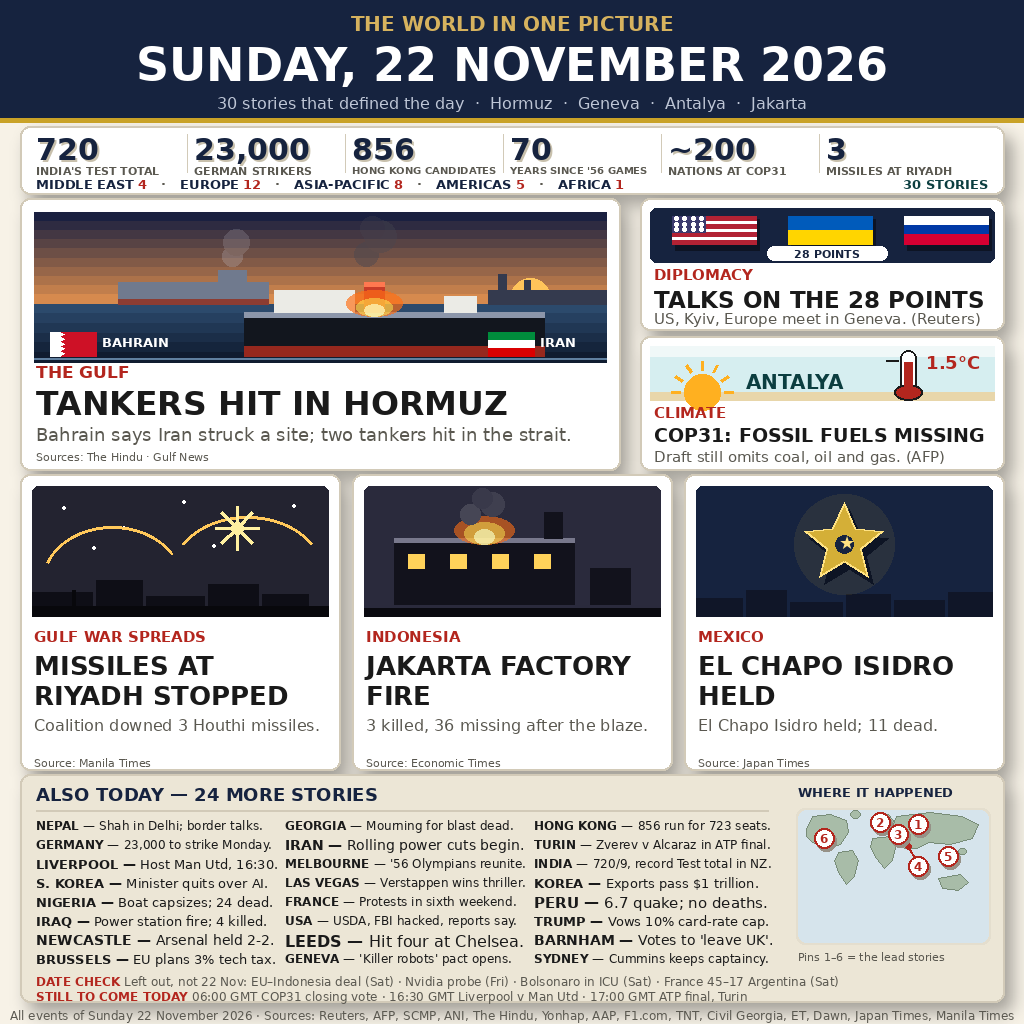 THE WORLD IN ONE PICTURE
SUNDAY, 22 NOVEMBER 2026
30 stories that defined the day · Hormuz · Geneva · Antalya · Jakarta
720
INDIA'S TEST TOTAL
23,000
GERMAN STRIKERS
856
HONG KONG CANDIDATES
70
YEARS SINCE '56 GAMES
~200
NATIONS AT COP31
3
MISSILES AT RIYADH
MIDDLE EAST 4 · EUROPE 12 · ASIA-PACIFIC 8 · AMERICAS 5 · AFRICA 1
30 STORIES
BAHRAIN
IRAN
THE GULF
TANKERS HIT IN HORMUZ
Bahrain says Iran struck a site; two tankers hit in the strait.
Sources: The Hindu · Gulf News
28 POINTS
DIPLOMACY
TALKS ON THE 28 POINTS
US, Kyiv, Europe meet in Geneva. (Reuters)
ANTALYA
1.5°C
CLIMATE
COP31: FOSSIL FUELS MISSING
Draft still omits coal, oil and gas. (AFP)
GULF WAR SPREADS
MISSILES AT
RIYADH STOPPED
Coalition downed 3 Houthi missiles.
Source: Manila Times
INDONESIA
JAKARTA FACTORY
FIRE
3 killed, 36 missing after the blaze.
Source: Economic Times
MEXICO
EL CHAPO ISIDRO
HELD
El Chapo Isidro held; 11 dead.
Source: Japan Times
ALSO TODAY — 24 MORE STORIES
NEPAL — Shah in Delhi; border talks.
GERMANY — 23,000 to strike Monday.
LIVERPOOL — Host Man Utd, 16:30.
S. KOREA — Minister quits over AI.
NIGERIA — Boat capsizes; 24 dead.
IRAQ — Power station fire; 4 killed.
NEWCASTLE — Arsenal held 2-2.
BRUSSELS — EU plans 3% tech tax.
GEORGIA — Mourning for blast dead.
IRAN — Rolling power cuts begin.
MELBOURNE — '56 Olympians reunite.
LAS VEGAS — Verstappen wins thriller.
FRANCE — Protests in sixth weekend.
USA — USDA, FBI hacked, reports say.
LEEDS — Hit four at Chelsea.
GENEVA — 'Killer robots' pact opens.
HONG KONG — 856 run for 723 seats.
TURIN — Zverev v Alcaraz in ATP final.
INDIA — 720/9, record Test total in NZ.
KOREA — Exports pass $1 trillion.
PERU — 6.7 quake; no deaths.
TRUMP — Vows 10% card-rate cap.
BARNHAM — Votes to 'leave UK'.
SYDNEY — Cummins keeps captaincy.
WHERE IT HAPPENED
6
2
3
1
5
4
Pins 1–6 = the lead stories
DATE CHECK Left out, not 22 Nov: EU–Indonesia deal (Sat) · Nvidia probe (Fri) · Bolsonaro in ICU (Sat) · France 45–17 Argentina (Sat)
STILL TO COME TODAY 06:00 GMT COP31 closing vote · 16:30 GMT Liverpool v Man Utd · 17:00 GMT ATP final, Turin
All events of Sunday 22 November 2026 · Sources: Reuters, AFP, SCMP, ANI, The Hindu, Yonhap, AAP, F1.com, TNT, Civil Georgia, ET, Dawn, Japan Times, Manila Times